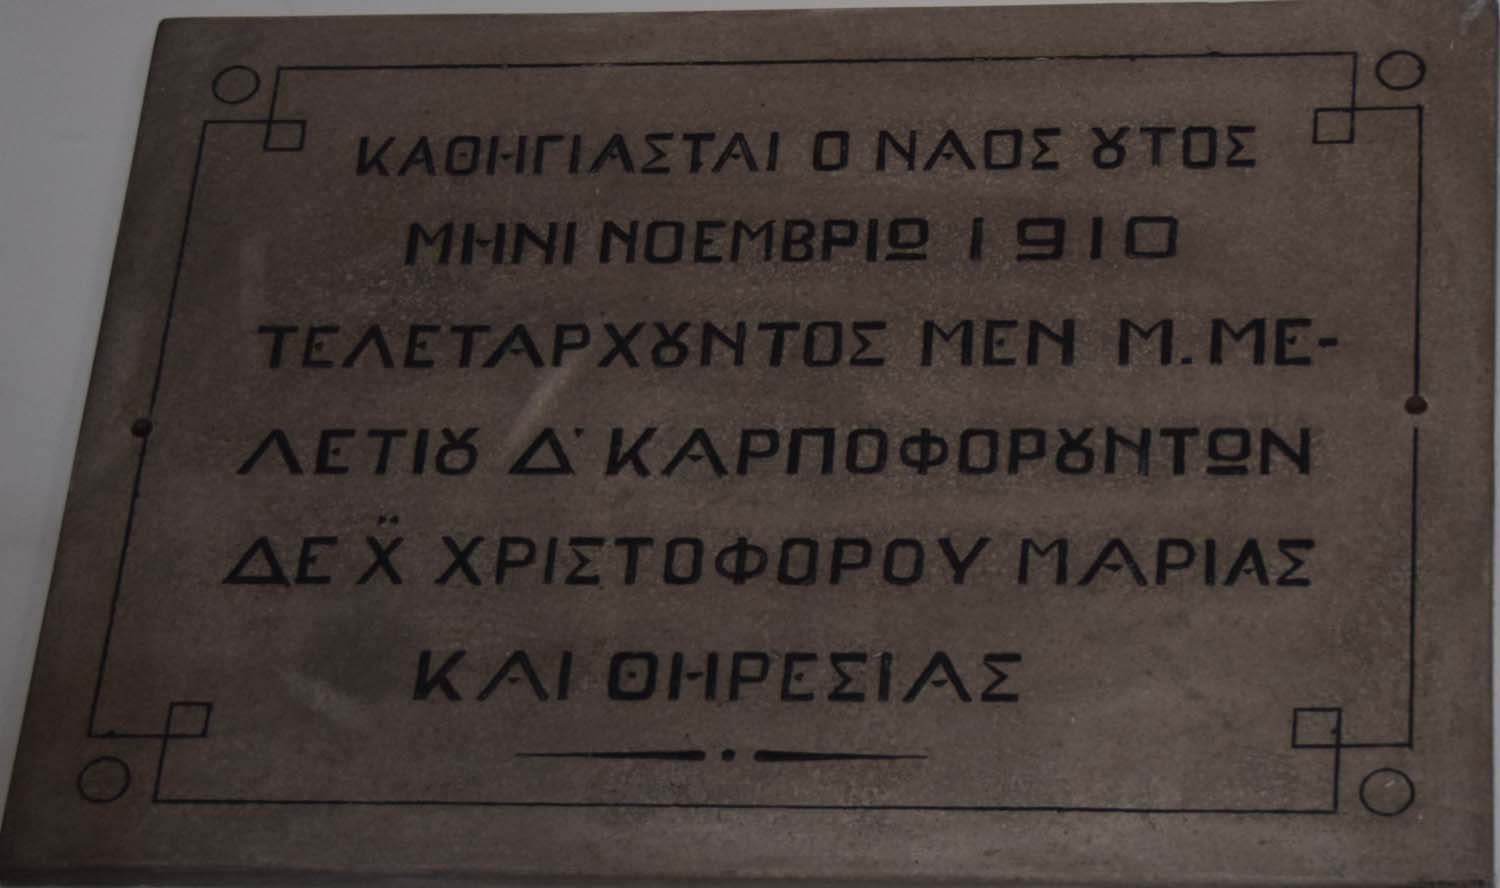 ΚΑΘΗΓΙΑΣΤΑΙ Ο ΝΑΟΣ ȢΤΟΣ
ΜΗΝΙ ΝΟΕΜΒΡΙΩ 1910
ΤΕΛΕΤΑΡΧȢΝΤΟΣ ΜΕΝ Μ. ΜΕ-
ΛΕΤΙȢ Δ' ΚΑΡΠΟΦΟΡȢΝΤΩΝ
ΔΕ Χ̈ ΧΡΙΣΤΟΦΟΡΟΥ ΜΑΡΙΑΣ
ΚΑΙ ΘΗΡΕΣΙΑΣ